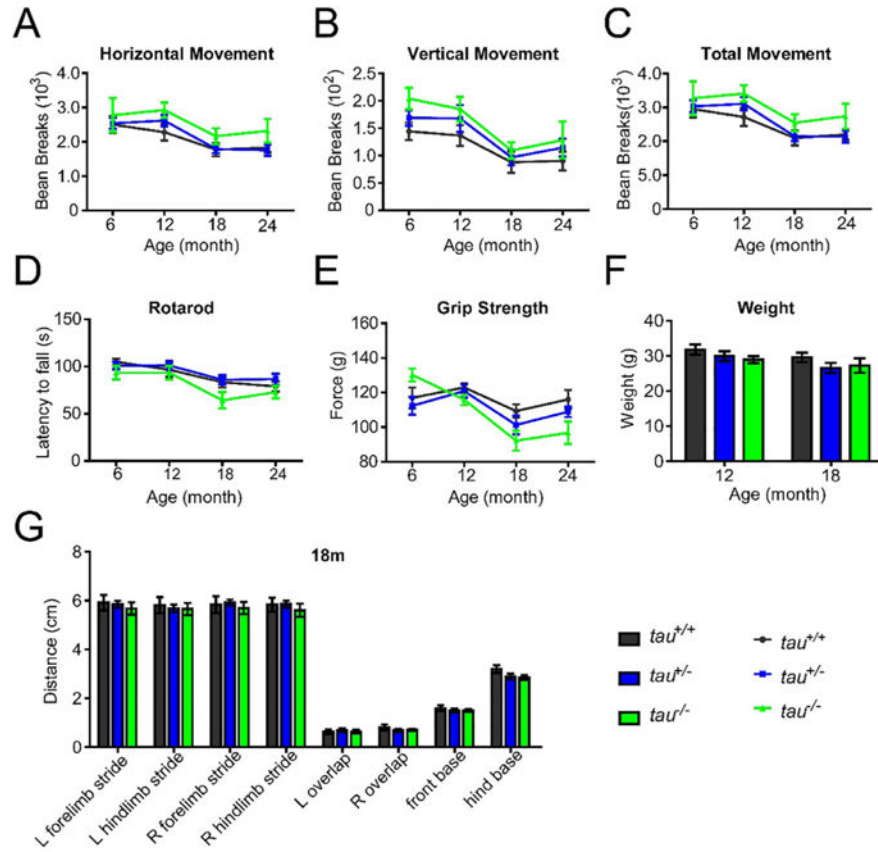 A
Horizontal Movement
Bean Breaks (10³)
4.0
3.0
2.0
1.0
0
6 12 18 24
Age (month)
B
Vertical Movement
Bean Breaks (10²)
2.5
2.0
1.5
1.0
0.5
0
6 12 18 24
Age (month)
C
Total Movement
Bean Breaks(10³)
4.0
3.0
2.0
5.0
0
6 12 18 24
Age (month)
D
Rotarod
Latency to fall (s)
150
100
50
0
6 12 18 24
Age (month)
E
Grip Strength
Force (g)
160
140
120
100
80
6 12 18 24
Age (month)
F
Weight
Weight (g)
40
30
20
10
0
12 18
Age (month)
G
18m
Distance (cm)
8
6
4
2
0
L forelimb stride
L hindlimb stride
R forelimb stride
R hindlimb stride
L overlap
R overlap
front base
hind base
tau+/+
tau+/-
tau-/-
tau+/+
tau+/-
tau-/-